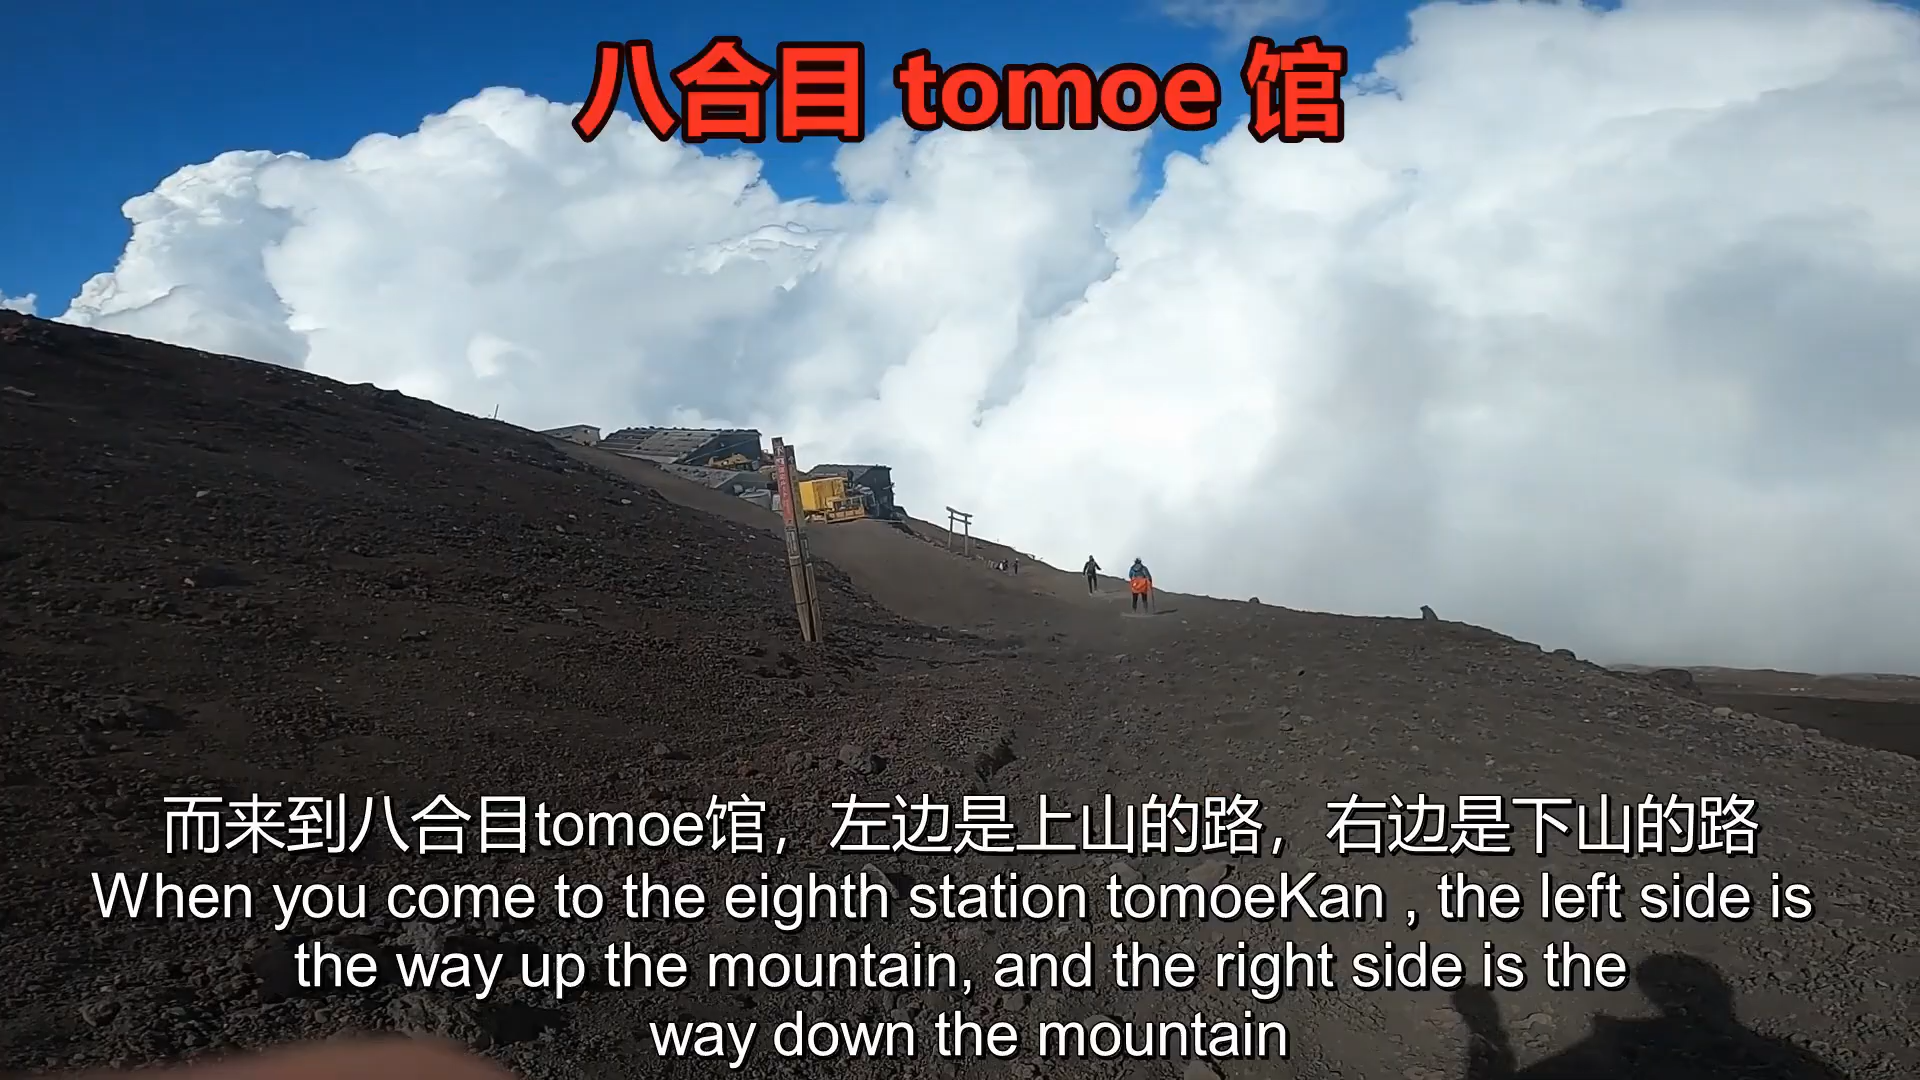 八合目 tomoe 馆
而来到八合目tomoe馆，左边是上山的路，右边是下山的路
When you come to the eighth station tomoeKan , the left side is
the way up the mountain, and the right side is the
way down the mountain